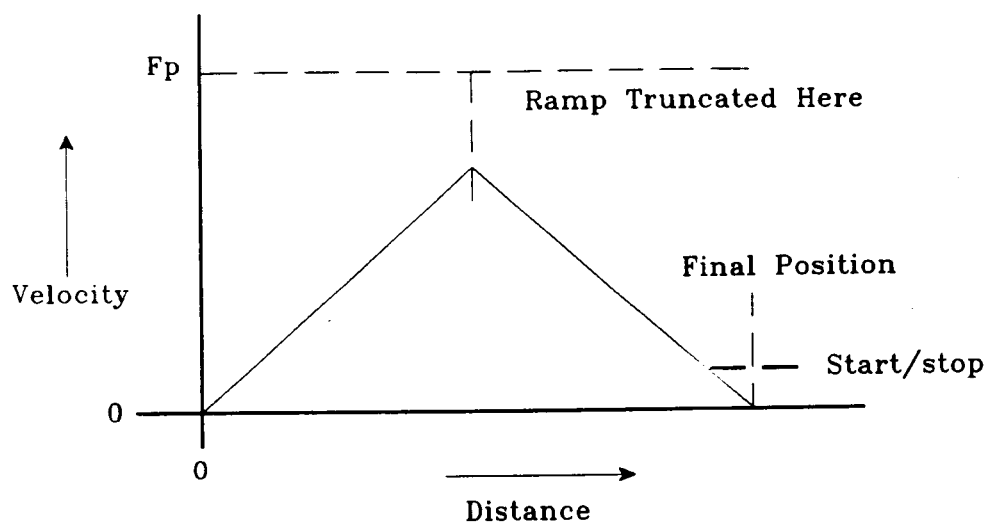 Fp
Ramp Truncated Here
Final Position
Velocity
Start/stop
0
0
Distance